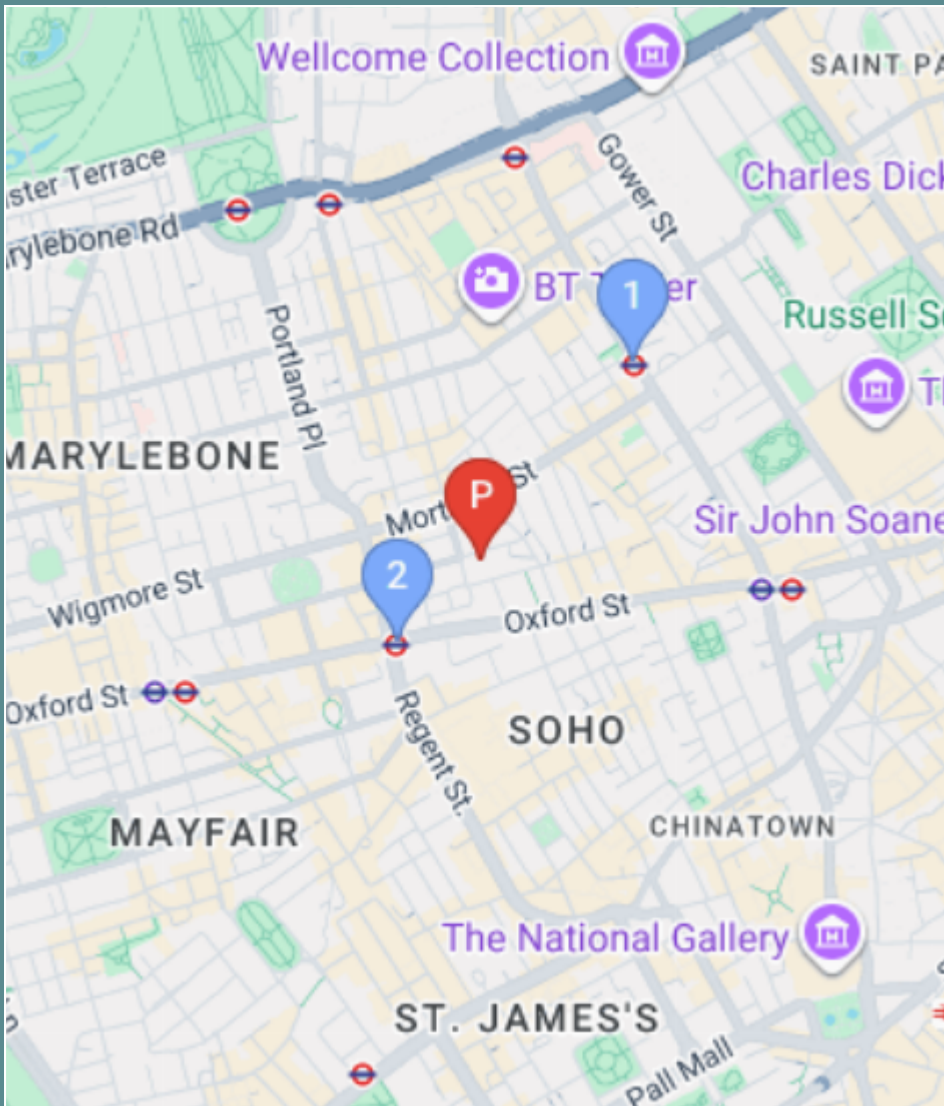 Wellcome Collection
SAINT PA
ster Terrace
Gower St
Charles Dick
rylebone Rd
BT T er
1
Russell S
Portland Pl
T
MARYLEBONE
P
Mort St
Sir John Soane
2
Wigmore St
Oxford St
Oxford St
Regent St.
SOHO
MAYFAIR
CHINATOWN
The National Gallery
ST. JAMES'S
Pall Mall